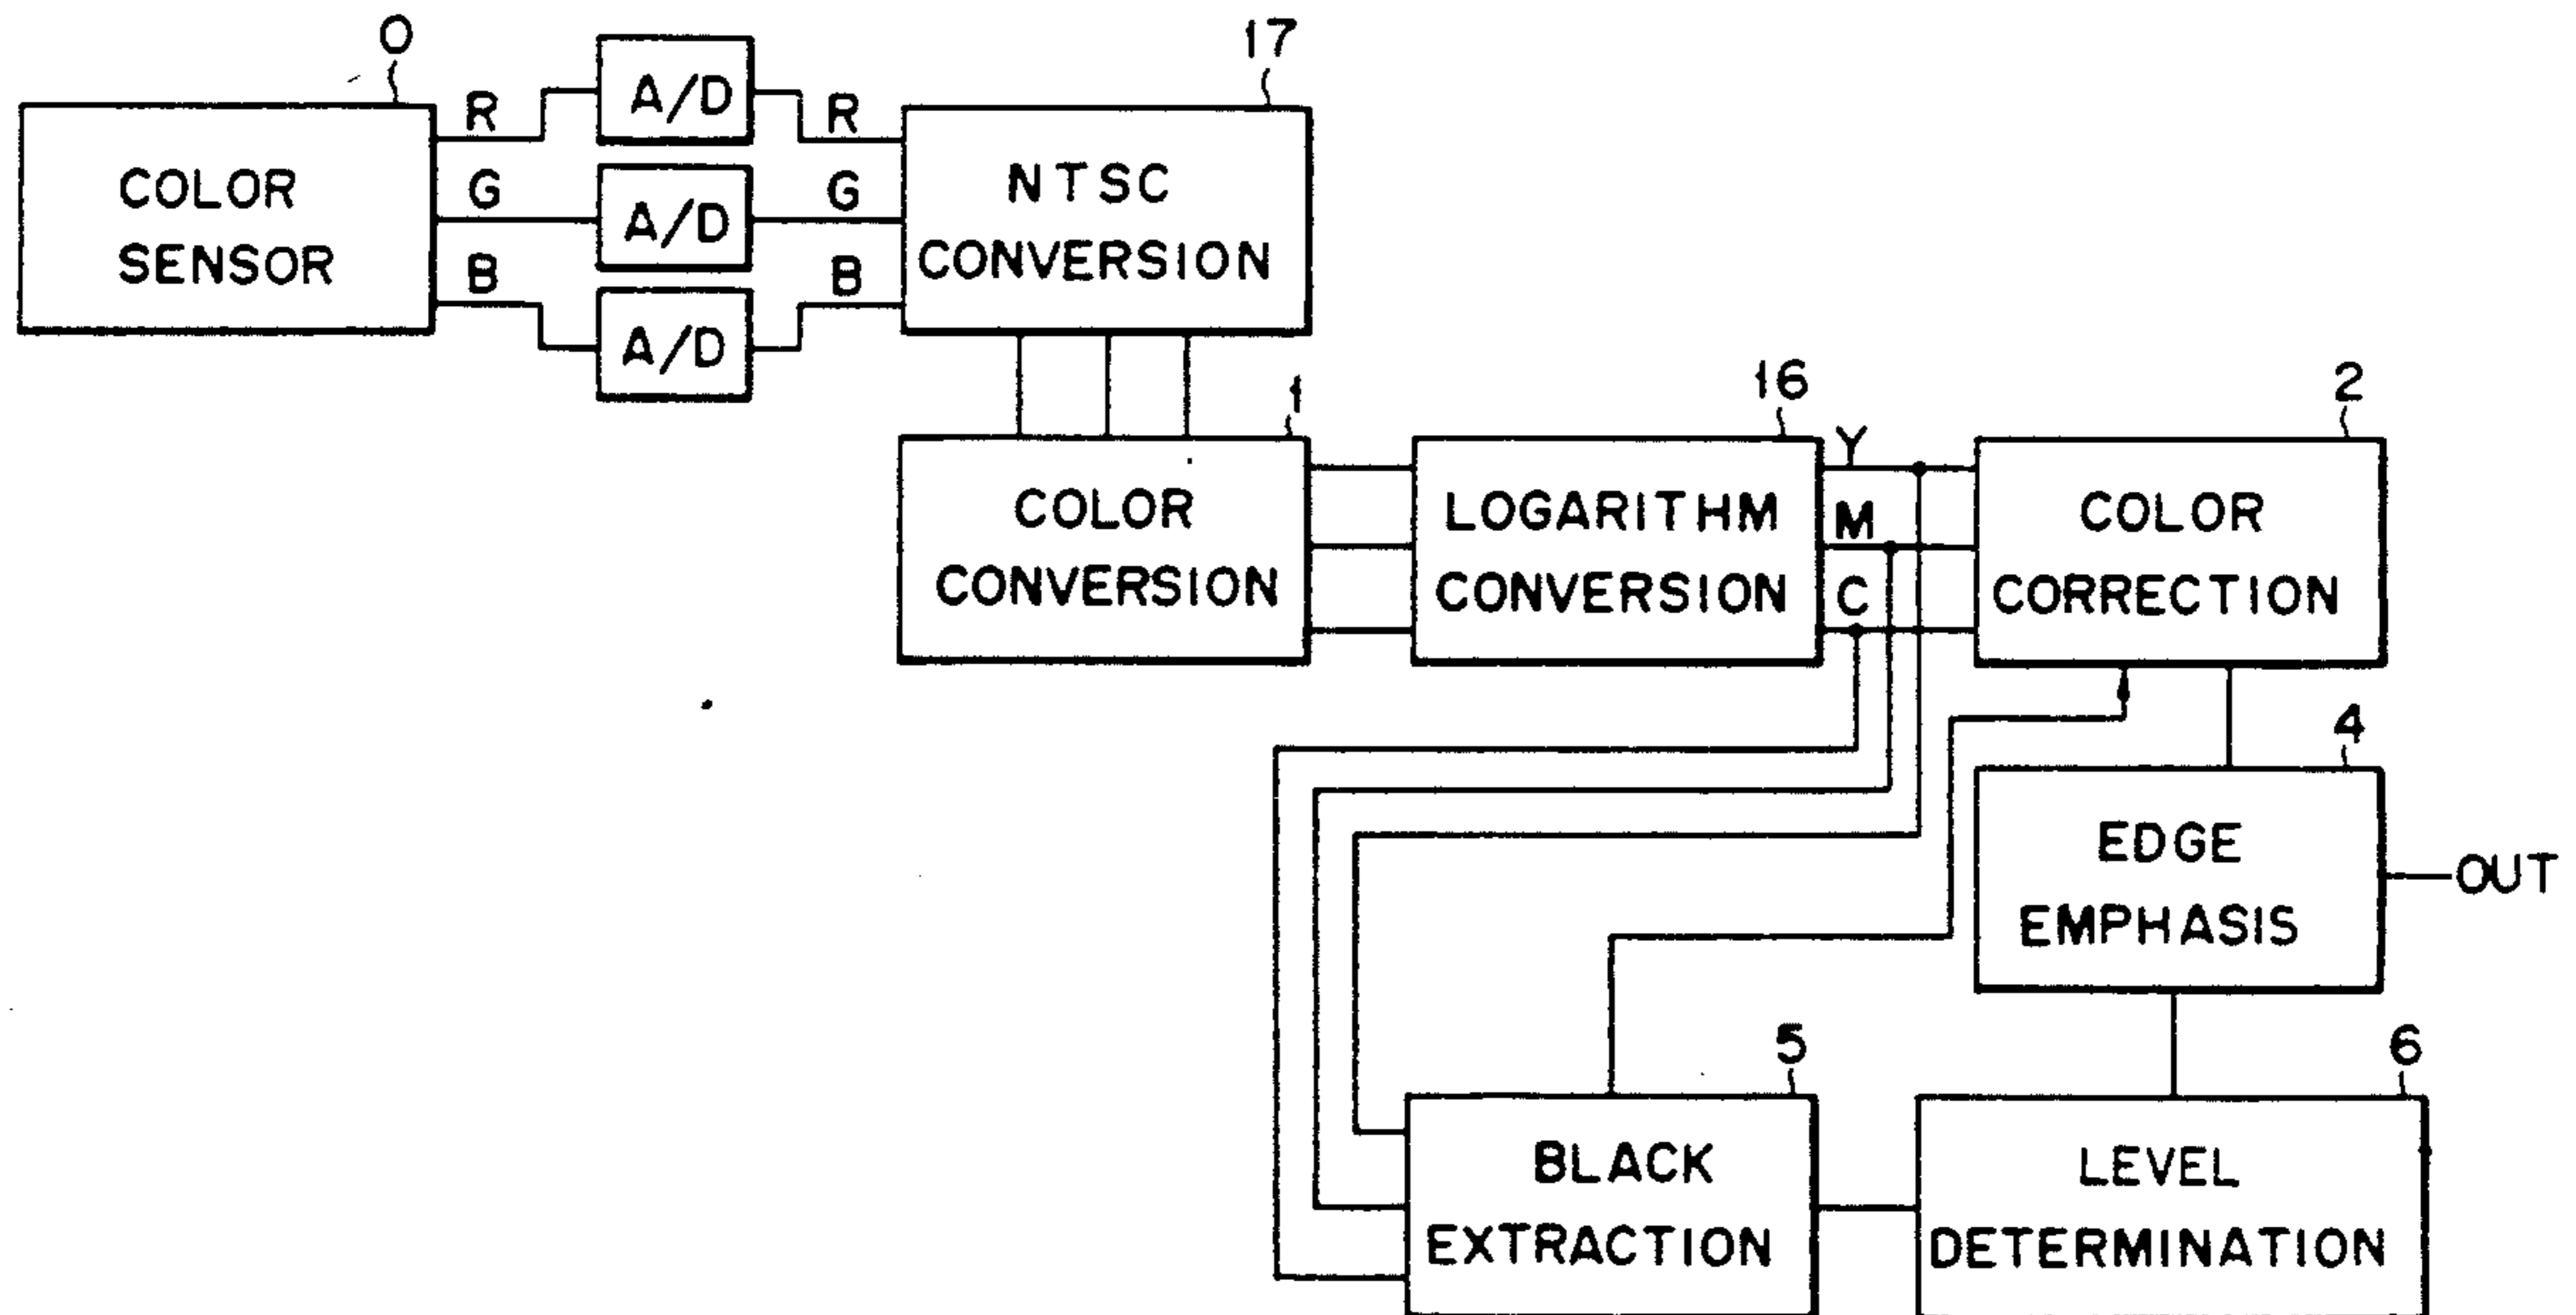 0
17
COLOR
SENSOR
R
G
B
A/D
A/D
A/D
R
G
B
NTSC
CONVERSION
1
16
2
COLOR
CONVERSION
LOGARITHM
CONVERSION
Y
M
C
COLOR
CORRECTION
4
EDGE
EMPHASIS
OUT
5
6
BLACK
EXTRACTION
LEVEL
DETERMINATION